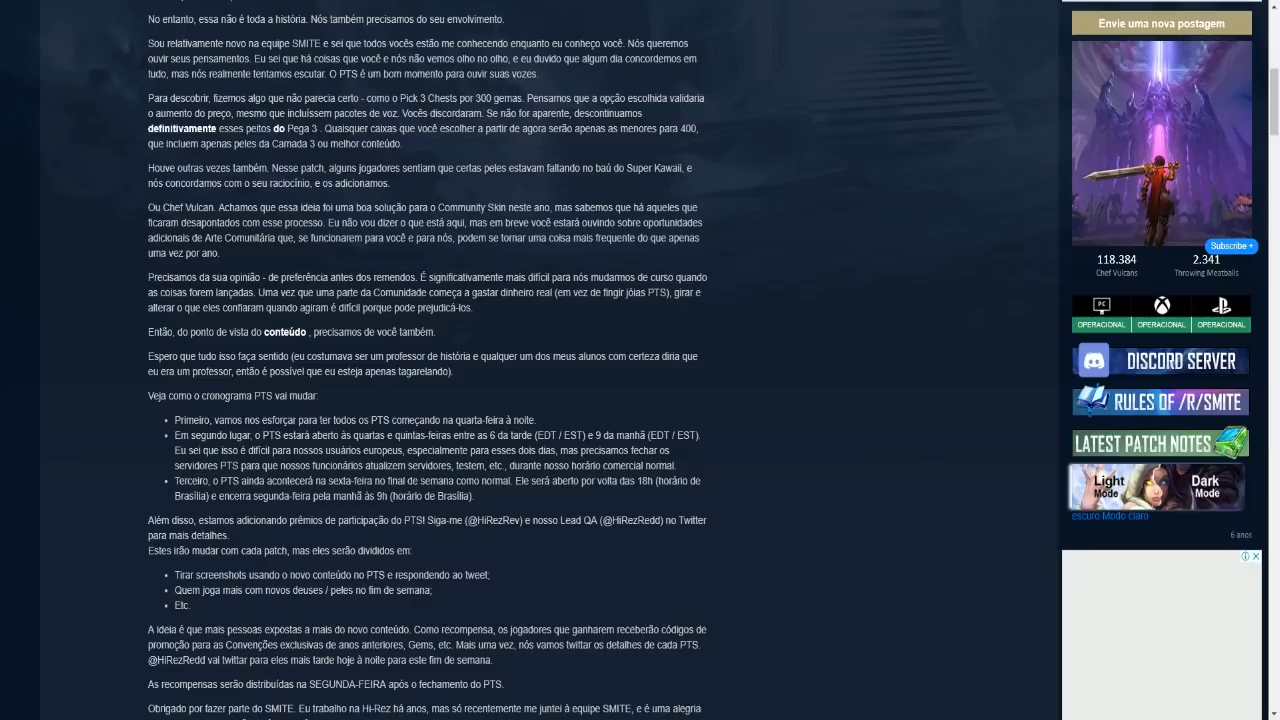 No entanto, essa não é toda a história. Nós também precisamos do seu envolvimento.
Sou relativamente novo na equipe SMITE e sei que todos vocês estão me conhecendo enquanto eu conheço você. Nós queremos
ouvir seus pensamentos. Eu sei que há coisas que você e nós não vemos olho no olho, e eu duvido que algum dia concordemos em
tudo, mas nós realmente tentamos escutar. O PTS é um bom momento para ouvir suas vozes.
Para descobrir, fizemos algo que não parecia certo - como o Pick 3 Chests por 300 gemas. Pensamos que a opção escolhida validaria
o aumento do preço, mesmo que incluíssem pacotes de voz. Vocês discordaram. Se não for aparente, descontinuamos
definitivamente esses peitos do Pega 3 . Quaisquer caixas que você escolher a partir de agora serão apenas as menores para 400,
que incluem apenas peles da Camada 3 ou melhor conteúdo.
Houve outras vezes também. Nesse patch, alguns jogadores sentiam que certas peles estavam faltando no baú do Super Kawaii, e
nós concordamos com o seu raciocínio, e os adicionamos.
Ou Chef Vulcan. Achamos que essa ideia foi uma boa solução para o Community Skin neste ano, mas sabemos que há aqueles que
ficaram desapontados com esse processo. Eu não vou dizer o que está aqui, mas em breve você estará ouvindo sobre oportunidades
adicionais de Arte Comunitária que, se funcionarem para você e para nós, podem se tornar uma coisa mais frequente do que apenas
uma vez por ano.
Precisamos da sua opinião - de preferência antes dos remendos. É significativamente mais difícil para nós mudarmos de curso quando
as coisas forem lançadas. Uma vez que uma parte da Comunidade começa a gastar dinheiro real (em vez de fingir jóias PTS), girar e
alterar o que eles confiaram quando agiram é difícil porque pode prejudicá-los.
Então, do ponto de vista do conteúdo , precisamos de você também.
Espero que tudo isso faça sentido (eu costumava ser um professor de história e qualquer um dos meus alunos com certeza diria que
eu era um professor, então é possível que eu esteja apenas tagarelando).
Veja como o cronograma PTS vai mudar:
• Primeiro, vamos nos esforçar para ter todos os PTS começando na quarta-feira à noite.
• Em segundo lugar, o PTS estará aberto às quartas e quintas-feiras entre as 6 da tarde (EDT / EST) e 9 da manhã (EDT / EST).
Eu sei que isso é difícil para nossos usuários europeus, especialmente para esses dois dias, mas precisamos fechar os
servidores PTS para que nossos funcionários atualizem servidores, testem, etc., durante nosso horário comercial normal.
• Terceiro, o PTS ainda acontecerá na sexta-feira no final de semana como normal. Ele será aberto por volta das 18h (horário de
Brasília) e encerra segunda-feira pela manhã às 9h (horário de Brasília).
Além disso, estamos adicionando prêmios de participação do PTS! Siga-me (@HiRezRev) e nosso Lead QA (@HiRezRedd) no Twitter
para mais detalhes.
Estes irão mudar com cada patch, mas eles serão divididos em:
• Tirar screenshots usando o novo conteúdo no PTS e respondendo ao tweet;
• Quem joga mais com novos deuses / peles no fim de semana;
• Etc.
A ideia é que mais pessoas expostas a mais do novo conteúdo. Como recompensa, os jogadores que ganharem receberão códigos de
promoção para as Convenções exclusivas de anos anteriores, Gems, etc. Mais uma vez, nós vamos twittar os detalhes de cada PTS.
@HiRezRedd vai twittar para eles mais tarde hoje à noite para este fim de semana.
As recompensas serão distribuídas na SEGUNDA-FEIRA após o fechamento do PTS.
Obrigado por fazer parte do SMITE. Eu trabalho na Hi-Rez há anos, mas só recentemente me juntei à equipe SMITE, e é uma alegria
Envie uma nova postagem
Subscribe +
118.384 2.341
Chef Vulcans Throwing Meatballs
PC
OPERACIONAL OPERACIONAL OPERACIONAL
DISCORD SERVER
RULES OF /R/SMITE
LATEST PATCH NOTES
Light Mode Dark Mode
escuro Modo claro
6 anos